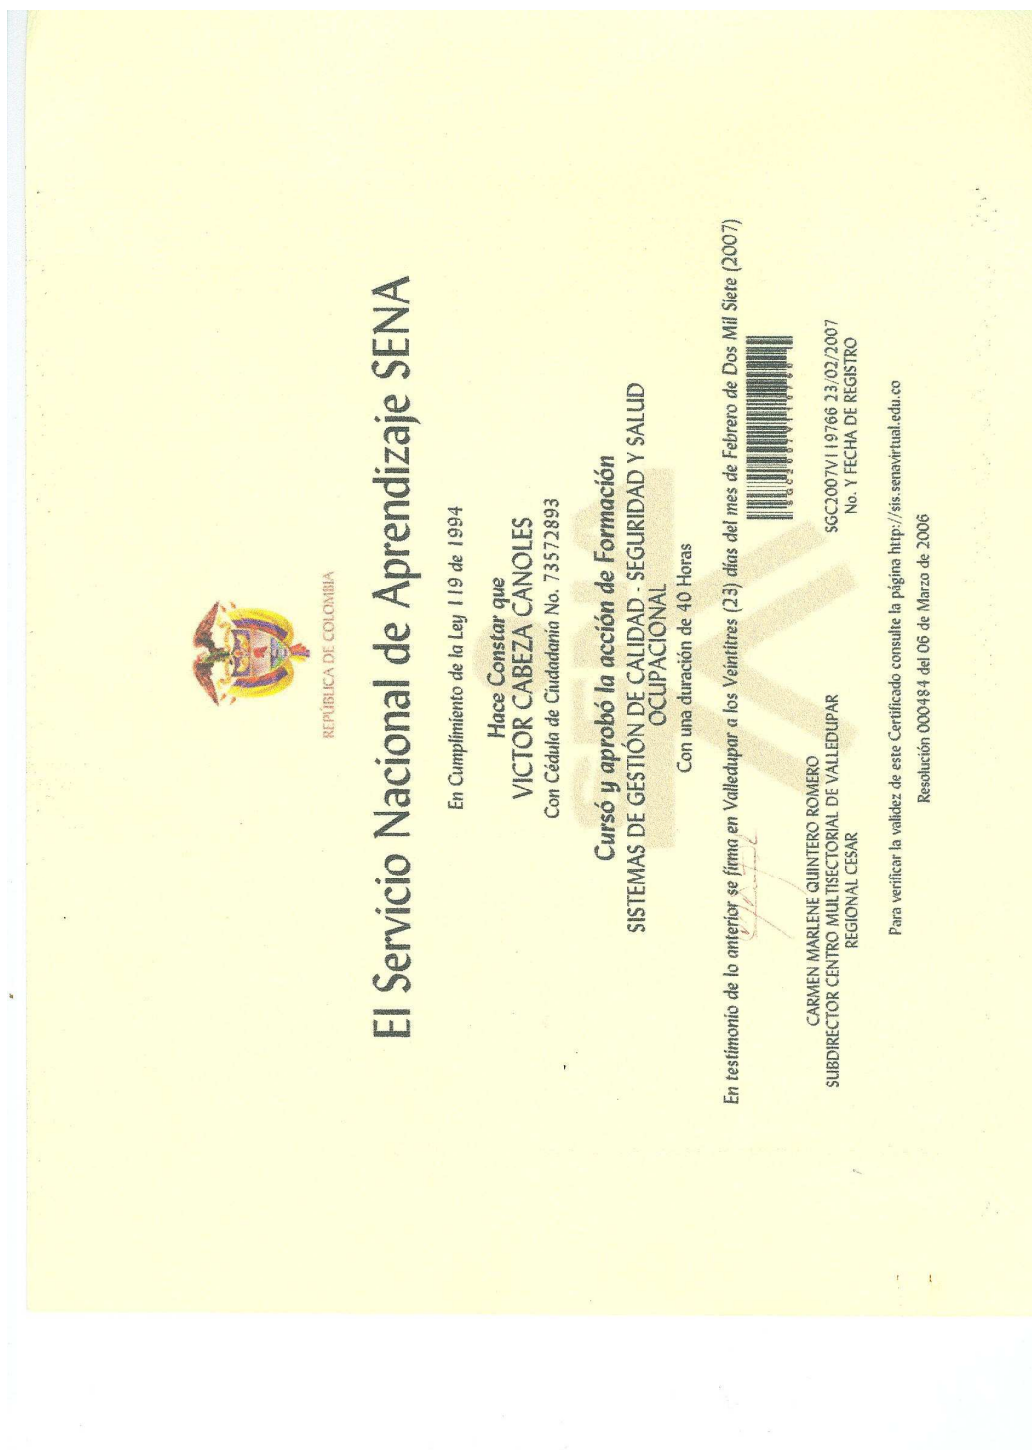 REPÚBLICA DE COLOMBIA
El Servicio Nacional de Aprendizaje SENA
En Cumplimiento de la Ley 119 de 1994
Hace Constar que
VICTOR CABEZA CANOLES
Con Cédula de Ciudadanía No. 73572893
Cursó y aprobó la acción de Formación
SISTEMAS DE GESTIÓN DE CALIDAD - SEGURIDAD Y SALUD
OCUPACIONAL
Con una duración de 40 Horas
En testimonio de lo anterior se firma en Valledupar a los Veintitres (23) días del mes de Febrero de Dos Mil Siete (2007)
CARMEN MARLENE QUINTERO ROMERO
SUBDIRECTOR CENTRO MULTISECTORIAL DE VALLEDUPAR
REGIONAL CESAR
SGC2007V119766 23/02/2007
No. Y FECHA DE REGISTRO
Para verificar la validez de este Certificado consulte la página http://sis.senavirtual.edu.co
Resolución 000484 del 06 de Marzo de 2006
SENA